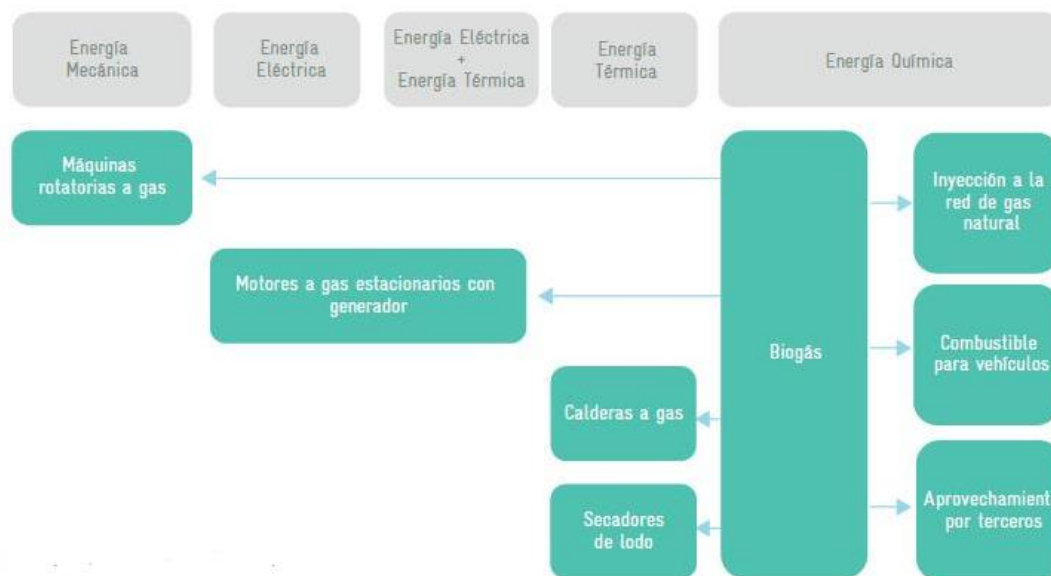 Energía
Mecánica
Energía
Eléctrica
Energía Eléctrica
+
Energía Térmica
Energía
Térmica
Energía Química
Máquinas
rotatorias a gas
Motores a gas estacionarios con
generador
Calderas a gas
Secadores
de lodo
Biogás
Inyección a la
red de gas
natural
Combustible
para vehículos
Aprovechamient
por terceros